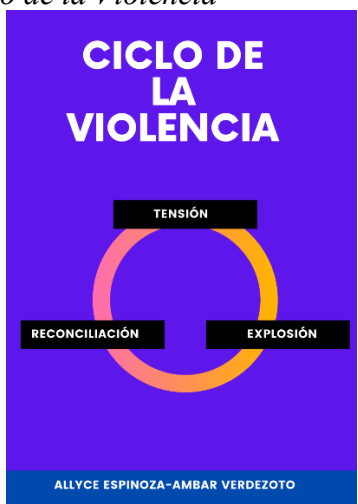 de la Violencia
CICLO DE
LA
VIOLENCIA
TENSIÓN
RECONCILIACIÓN
EXPLOSIÓN
ALLYCE ESPINOZA-AMBAR VERDEZOTO